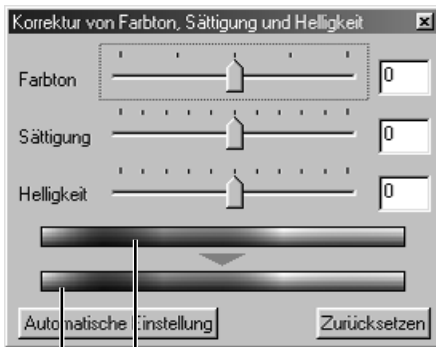 Korrektur von Farbton, Sättigung und Helligkeit
Farbton 0
Sättigung 0
Helligkeit 0
Automatische Einstellung Zurücksetzen